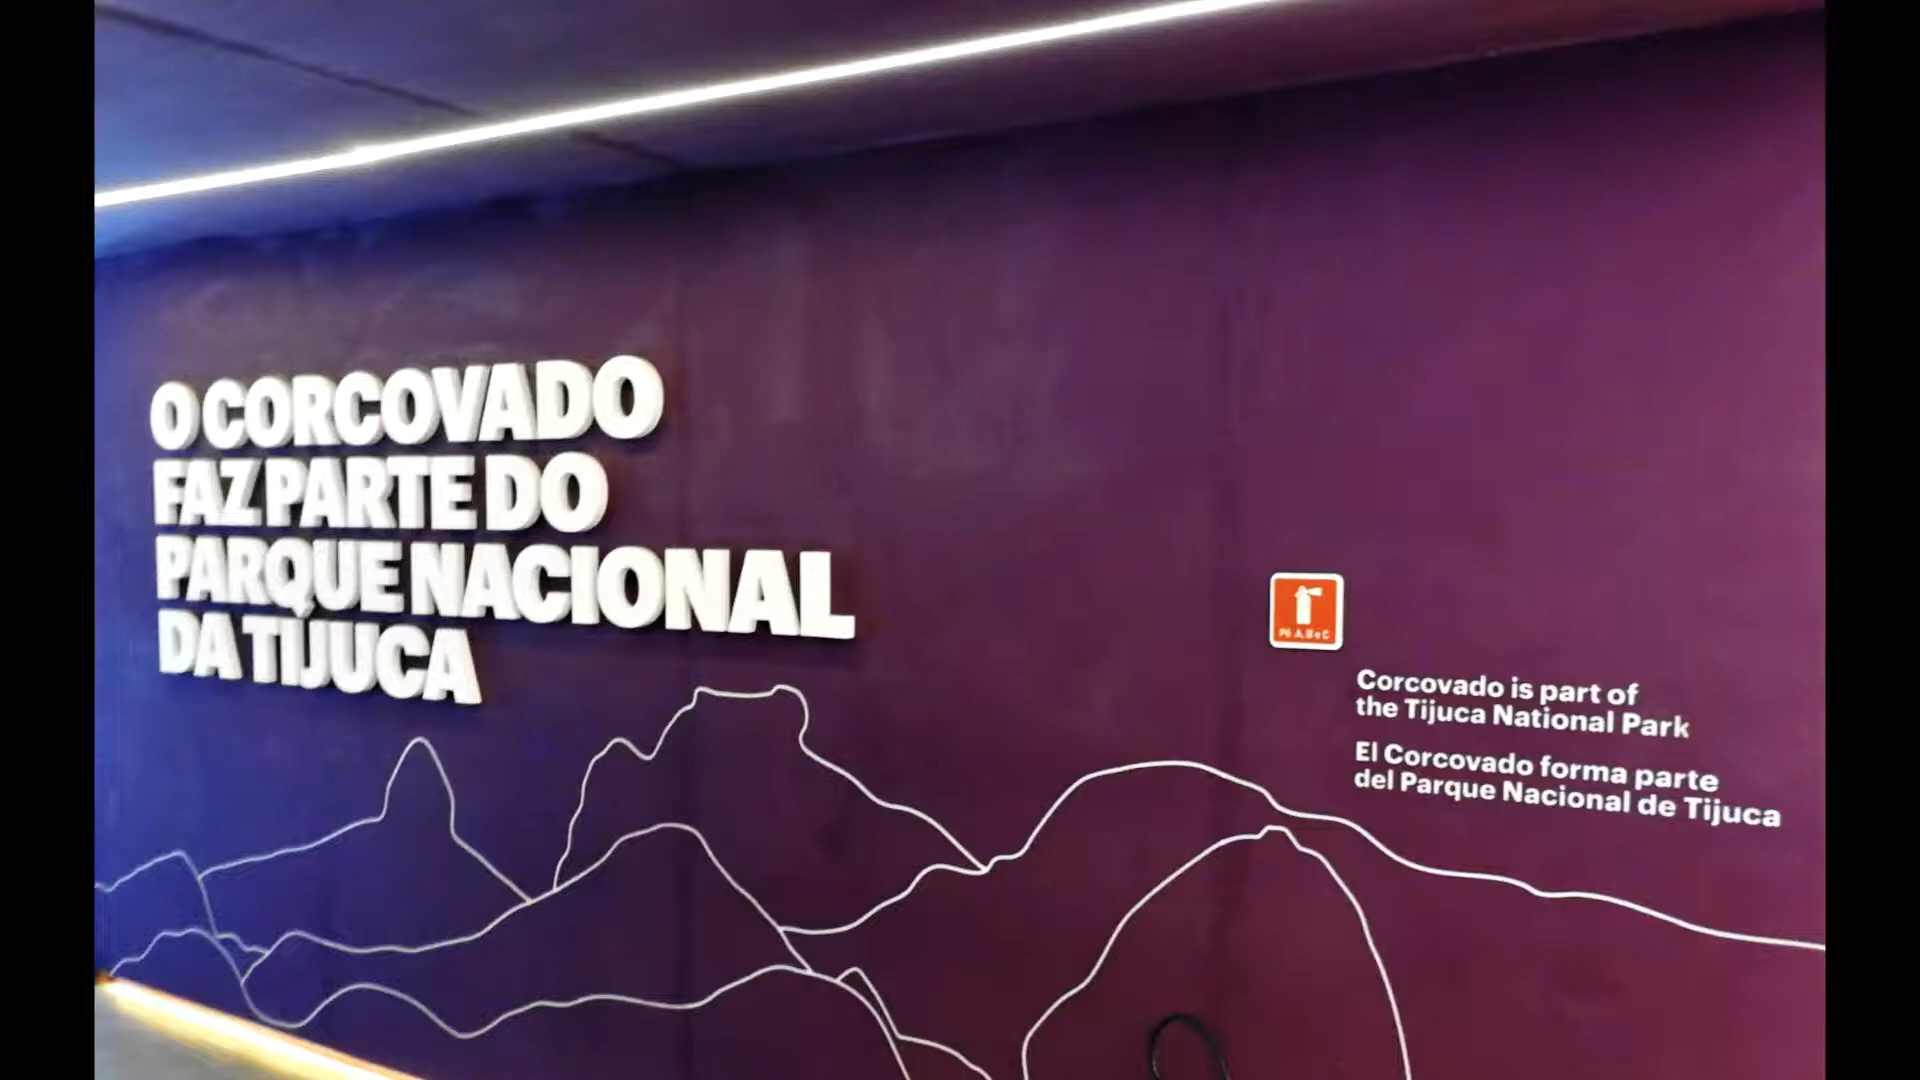 O CORCOVADO
FAZ PARTE DO
PARQUE NACIONAL
DA TIJUCA
Pó A,B e C
Corcovado is part of
the Tijuca National Park
El Corcovado forma parte
del Parque Nacional de Tijuca